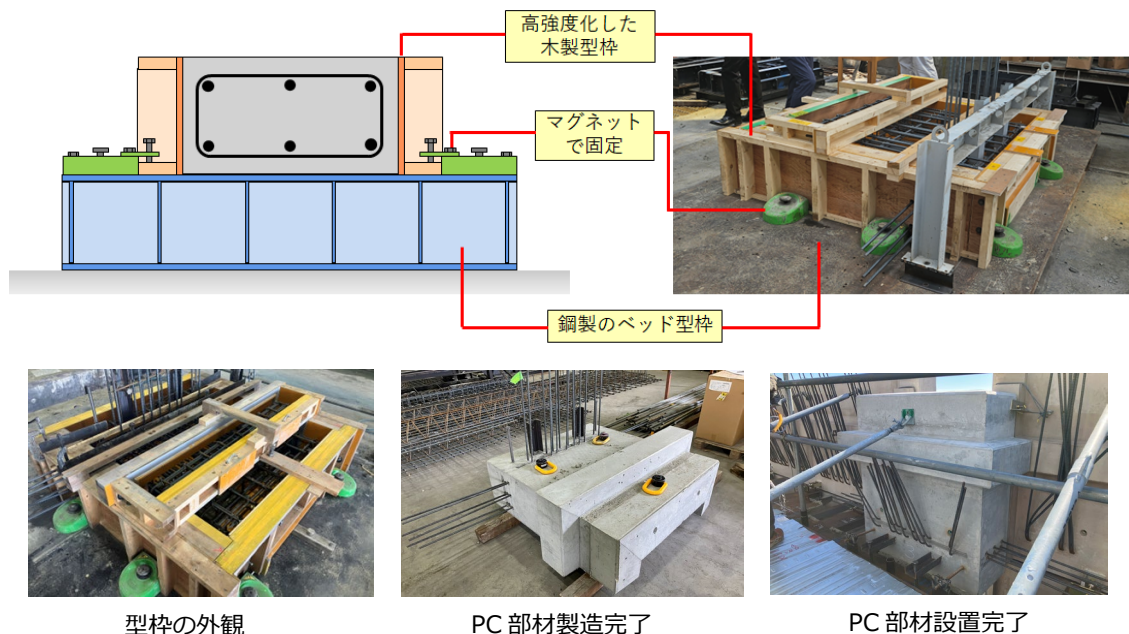 高強度化した
木製型枠
マグネット
で固定
鋼製のベッド型枠
型枠の外観
PC 部材製造完了
PC 部材設置完了